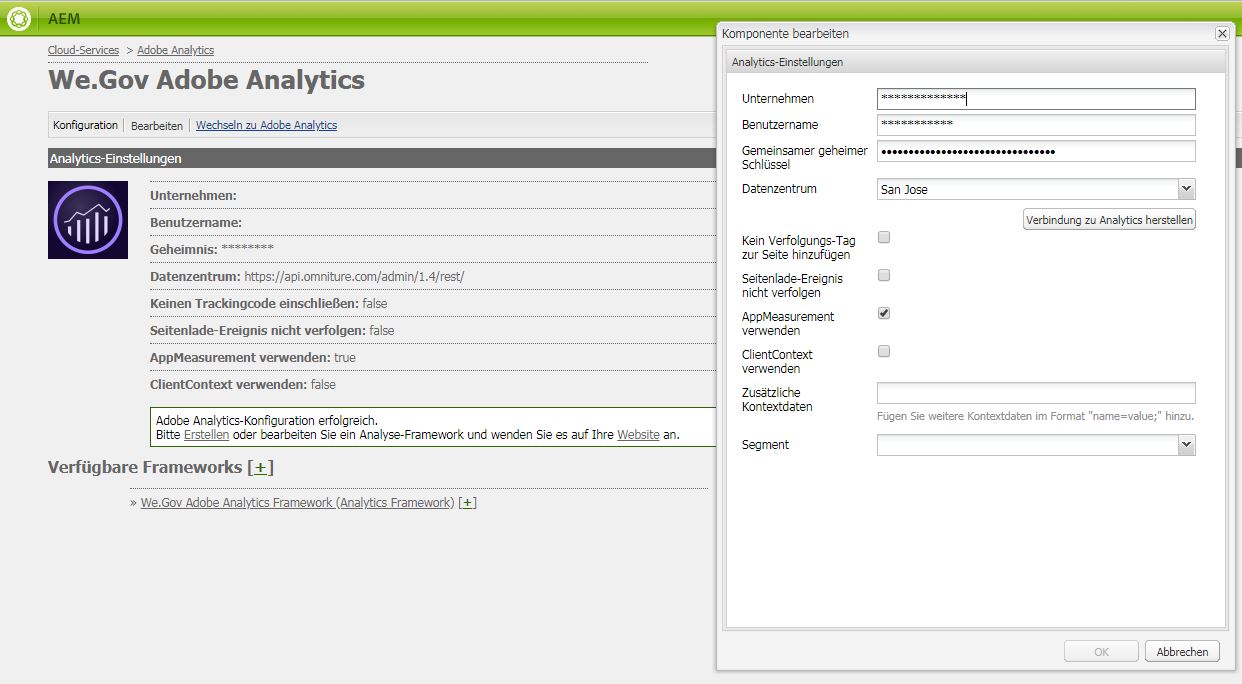 AEM
Cloud-Services > Adobe Analytics
We.Gov Adobe Analytics
Konfiguration
Bearbeiten
Wechseln zu Adobe Analytics
Analytics-Einstellungen
Unternehmen:
Benutzername:
Geheimnis: ********
Datenzentrum: https://api.omniture.com/admin/1.4/rest/
Keinen Trackingcode einschließen: false
Seitenlade-Ereignis nicht verfolgen: false
AppMeasurement verwenden: true
ClientContext verwenden: false
Adobe Analytics-Konfiguration erfolgreich.
Bitte Erstellen oder bearbeiten Sie ein Analyse-Framework und wenden Sie es auf Ihre Website an.
Verfügbare Frameworks [+]
» We.Gov Adobe Analytics Framework (Analytics Framework) [+]
Komponente bearbeiten
Analytics-Einstellungen
Unternehmen *************
Benutzername ***********
Gemeinsamer geheimer
Schlüssel ••••••••••••••••••••••••••••••••
Datenzentrum San Jose
Verbindung zu Analytics herstellen
Kein Verfolgungs-Tag
zur Seite hinzufügen
Seitenlade-Ereignis
nicht verfolgen
AppMeasurement
verwenden
ClientContext
verwenden
Zusätzliche
Kontextdaten
Fügen Sie weitere Kontextdaten im Format "name=value;" hinzu.
Segment
OK
Abbrechen